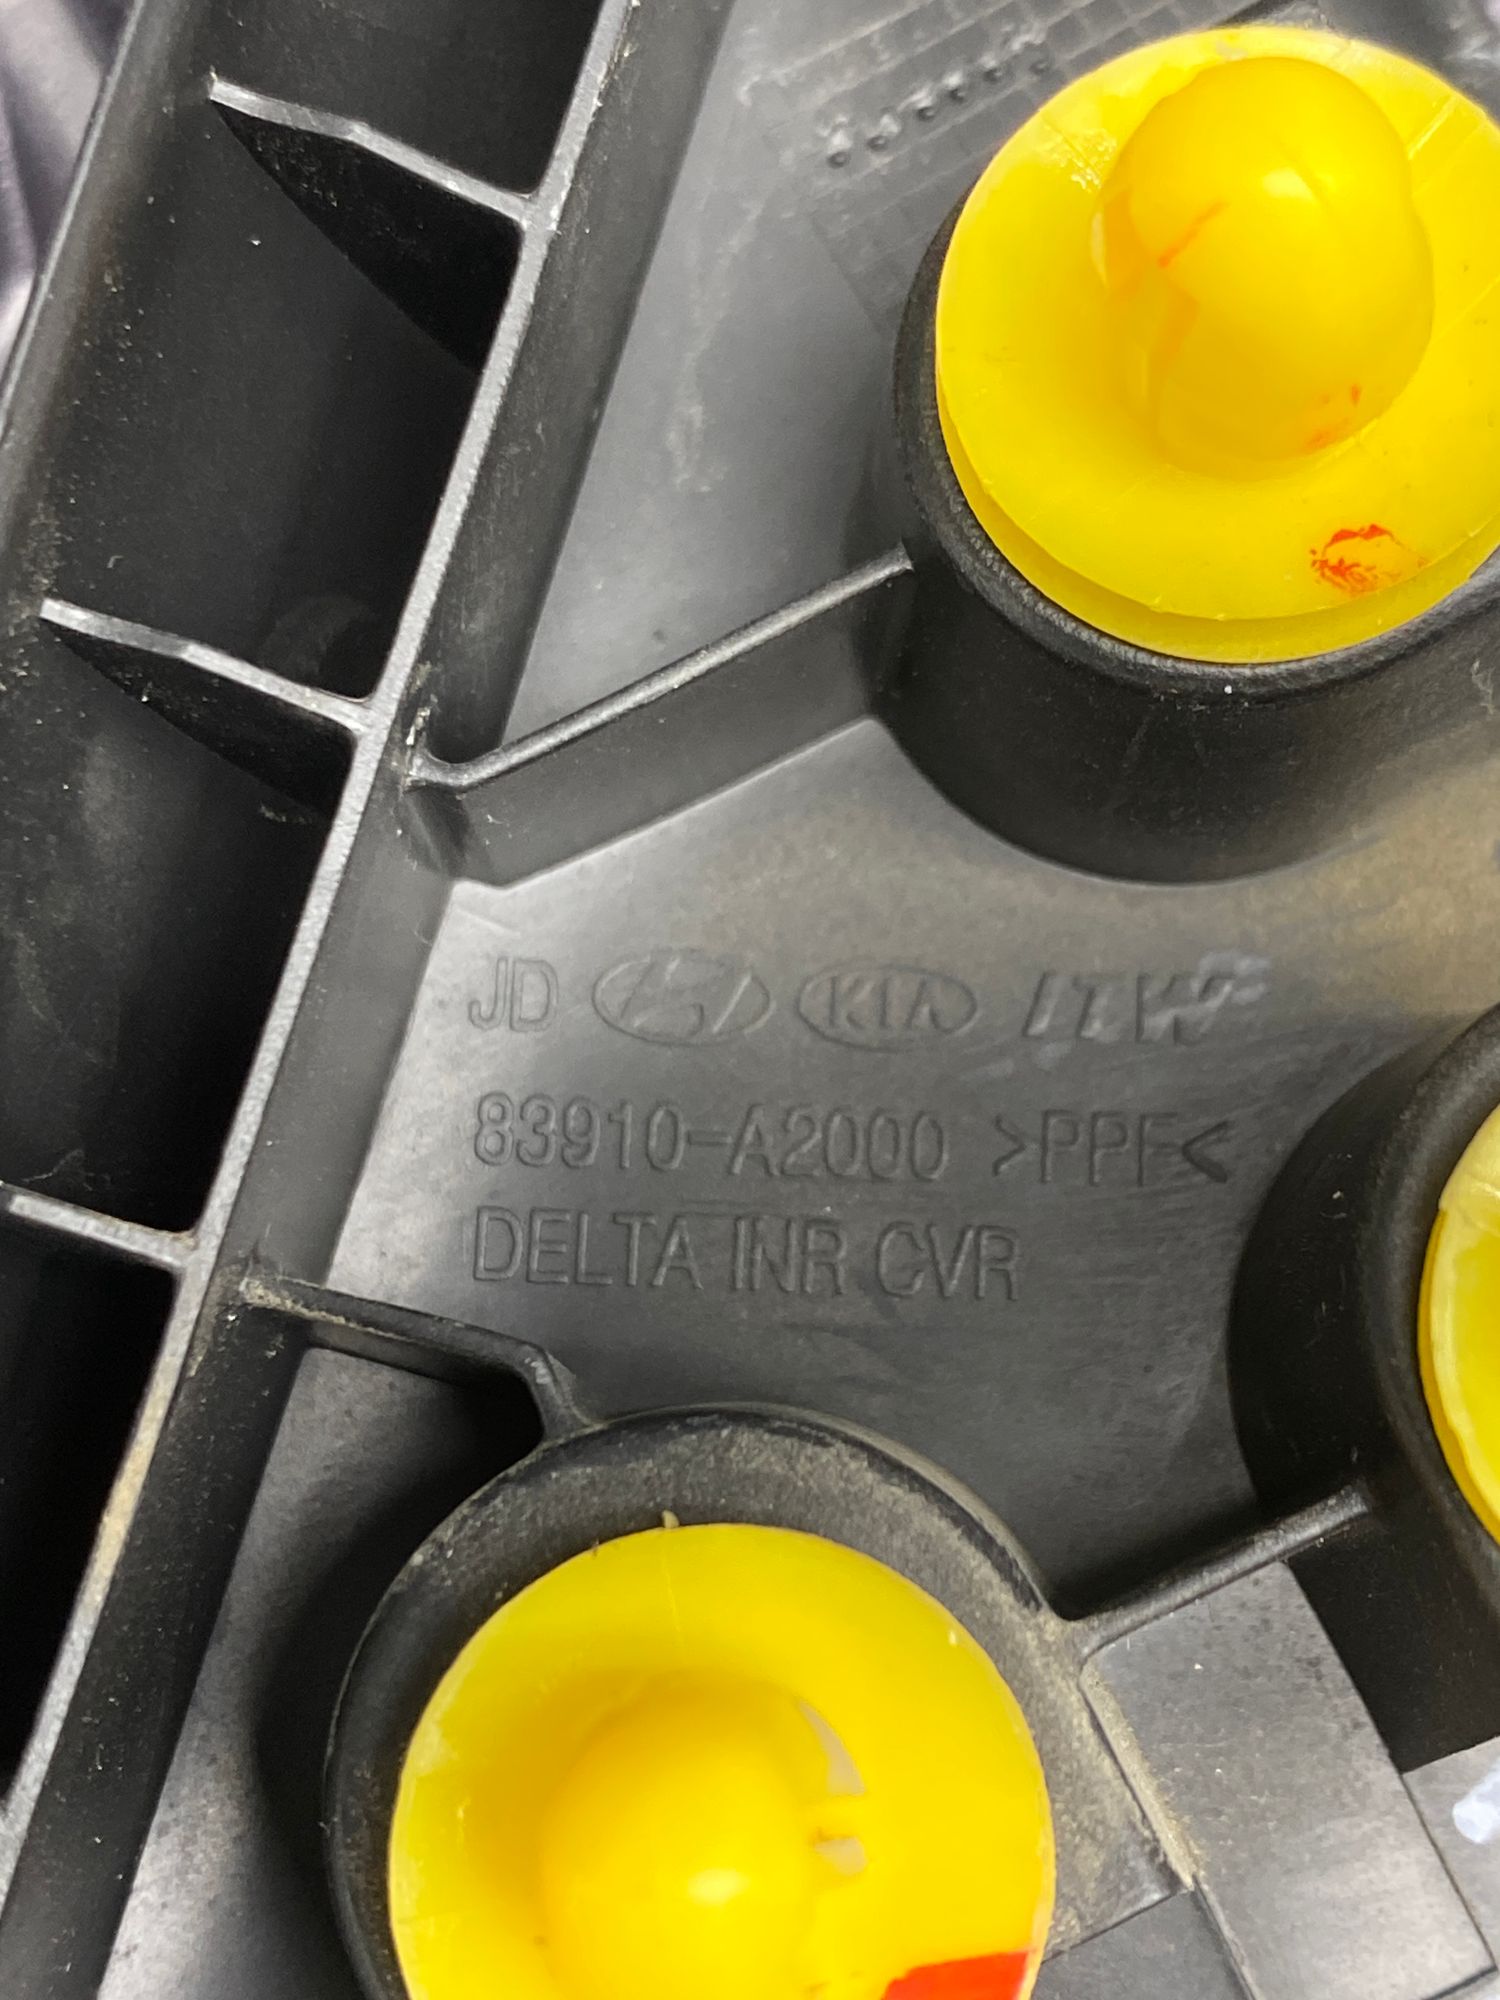 JD KIA ITW
83910-A2000 >PPF<
DELTA INR CVR